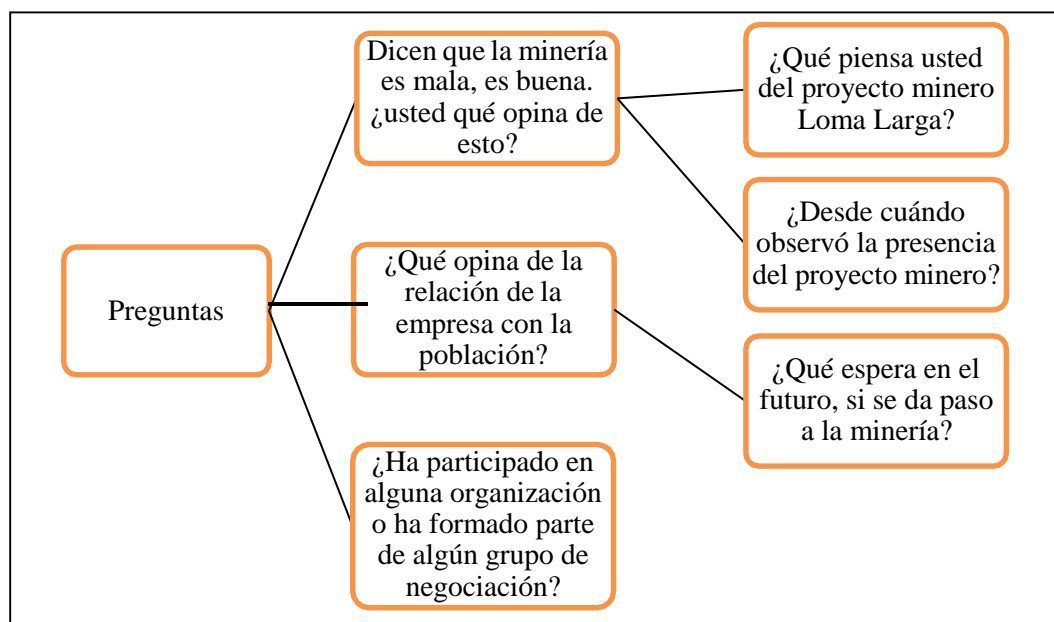 Preguntas
Dicen que la minería
es mala, es buena.
¿usted qué opina de
esto?
¿Qué opina de la
relación de la
empresa con la
población?
¿Ha participado en
alguna organización
o ha formado parte
de algún grupo de
negociación?
¿Qué piensa usted
del proyecto minero
Loma Larga?
¿Desde cuándo
observó la presencia
del proyecto minero?
¿Qué espera en el
futuro, si se da paso
a la minería?